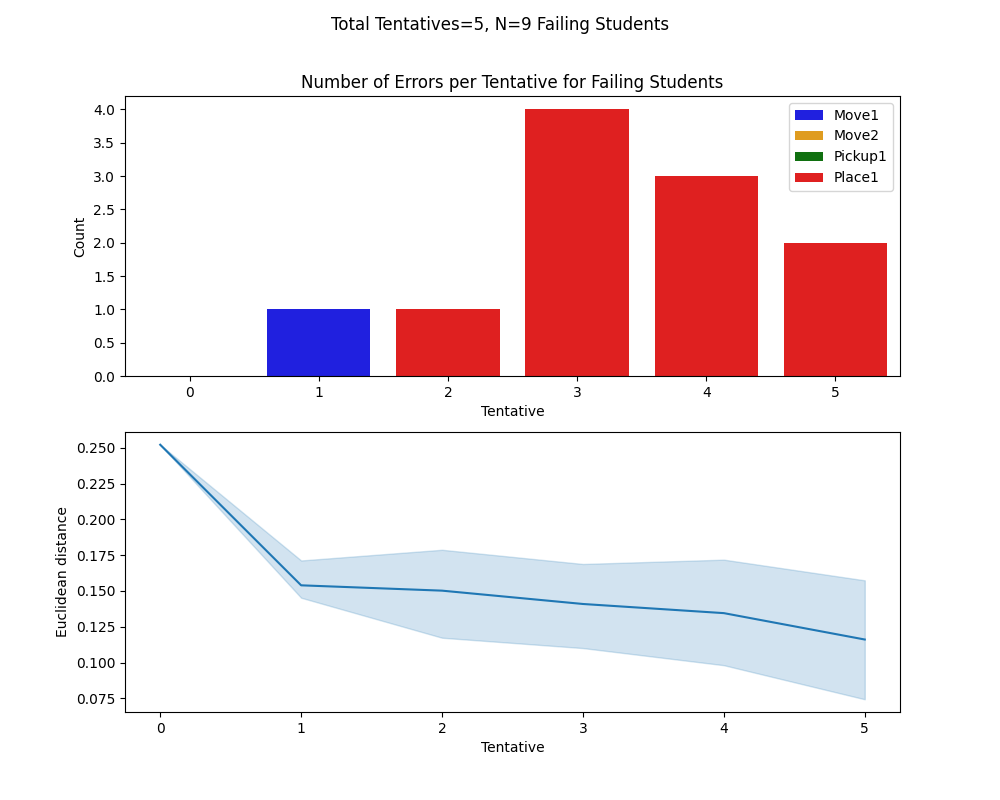 Total Tentatives=5, N=9 Failing Students
Number of Errors per Tentative for Failing Students
4.0
3.5
3.0
2.5
2.0
1.5
1.0
0.5
0.0
Count
Move1
Move2
Pickup1
Place1
0 1 2 3 4 5
Tentative
0.250
0.225
0.200
0.175
0.150
0.125
0.100
0.075
Euclidean distance
0 1 2 3 4 5
Tentative